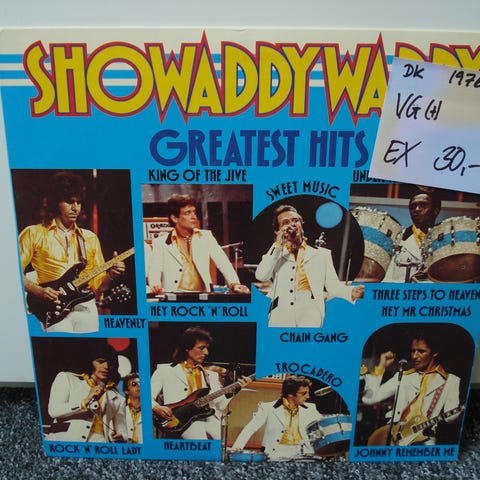 SHOWADDYWADDY
GREATEST HITS
DK 1976
VG (+)
EX 30,-
KING OF THE JIVE
SWEET MUSIC
HEAVENLY
HEY ROCK 'N' ROLL
CHAIN GANG
THREE STEPS TO HEAVEN
HEY MR CHRISTMAS
TROCADERO
ROCK 'N' ROLL LADY
HEARTBEAT
JOHNNY REMEMBER ME